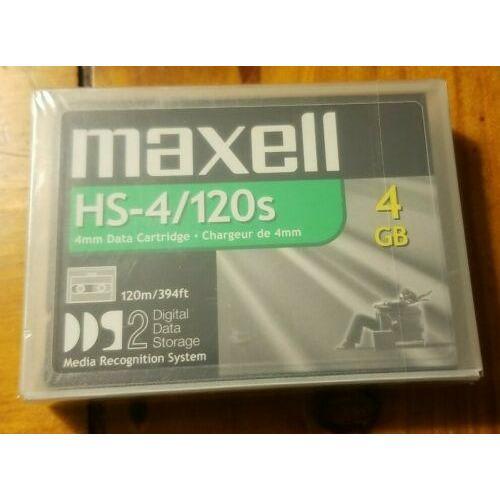 maxell
HS-4/120s
4mm Data Cartridge • Chargeur de 4mm
4
GB
120m/394ft
DDS2 Digital
Data
Storage
Media Recognition System